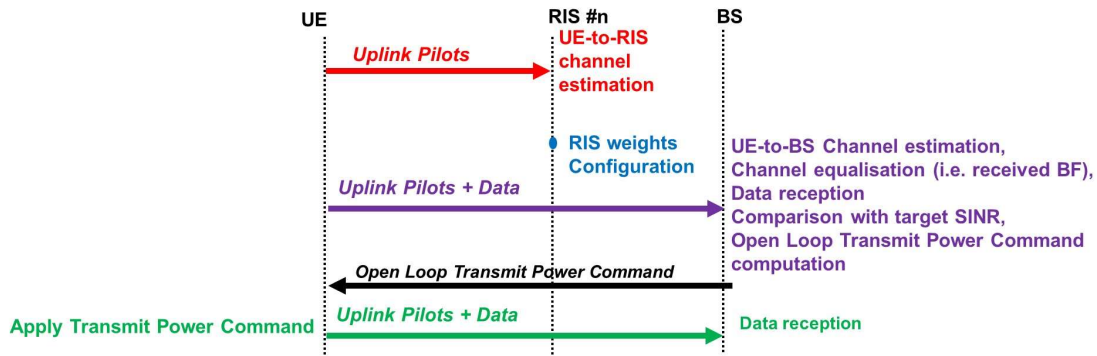 UE
RIS #n
BS
Uplink Pilots
UE-to-RIS
channel
estimation
RIS weights
Configuration
Uplink Pilots + Data
UE-to-BS Channel estimation,
Channel equalisation (i.e. received BF),
Data reception
Comparison with target SINR,
Open Loop Transmit Power Command
computation
Open Loop Transmit Power Command
Apply Transmit Power Command
Uplink Pilots + Data
Data reception